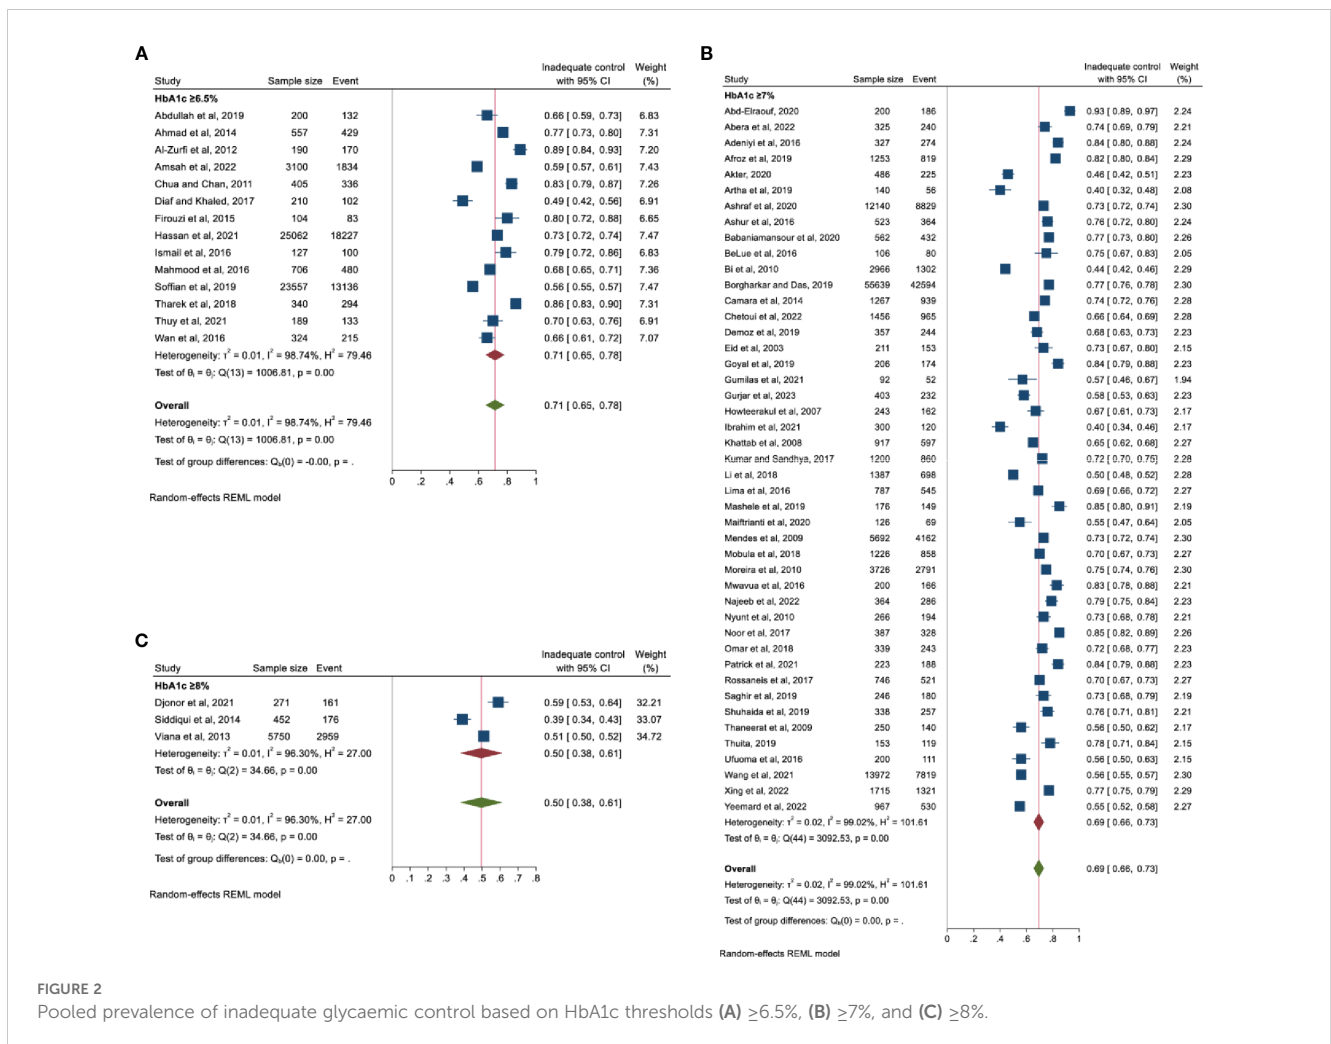 A
Inadequate control Weight
Study Sample size Event with 95% CI (%)
HbA1c ≥6.5%
Abdullah et al, 2019 200 132 0.66 [ 0.59, 0.73] 6.83
Ahmad et al, 2014 557 429 0.77 [ 0.73, 0.80] 7.31
Al-Zurfi et al, 2012 190 170 0.89 [ 0.84, 0.93] 7.20
Amsah et al, 2022 3100 1834 0.59 [ 0.57, 0.61] 7.43
Chua and Chan, 2011 405 336 0.83 [ 0.79, 0.87] 7.26
Diaf and Khaled, 2017 210 102 0.49 [ 0.42, 0.56] 6.91
Firouzi et al, 2015 104 83 0.80 [ 0.72, 0.88] 6.65
Hassan et al, 2021 25062 18227 0.73 [ 0.72, 0.74] 7.47
Ismail et al, 2016 127 100 0.79 [ 0.72, 0.86] 6.83
Mahmood et al, 2016 706 480 0.68 [ 0.65, 0.71] 7.36
Soffian et al, 2019 23557 13136 0.56 [ 0.55, 0.57] 7.47
Tharek et al, 2018 340 294 0.86 [ 0.83, 0.90] 7.31
Thuy et al, 2021 189 133 0.70 [ 0.63, 0.76] 6.91
Wan et al, 2016 324 215 0.66 [ 0.61, 0.72] 7.07
Heterogeneity: τ² = 0.01, I² = 98.74%, H² = 79.46 0.71 [ 0.65, 0.78]
Test of θᵢ = θⱼ: Q(13) = 1006.81, p = 0.00
Overall 0.71 [ 0.65, 0.78]
Heterogeneity: τ² = 0.01, I² = 98.74%, H² = 79.46
Test of θᵢ = θⱼ: Q(13) = 1006.81, p = 0.00
Test of group differences: Q_b(0) = -0.00, p = .
0 .2 .4 .6 .8 1
Random-effects REML model
B
Inadequate control Weight
Study Sample size Event with 95% CI (%)
HbA1c ≥7%
Abd-Elraouf, 2020 200 186 0.93 [ 0.89, 0.97] 2.24
Abera et al, 2022 325 240 0.74 [ 0.69, 0.79] 2.21
Adeniyi et al, 2016 327 274 0.84 [ 0.80, 0.88] 2.27
Afroz et al, 2019 1253 819 0.82 [ 0.80, 0.84] 2.29
Akter, 2020 486 225 0.46 [ 0.42, 0.51] 2.23
Artha et al, 2019 140 56 0.40 [ 0.32, 0.48] 2.08
Ashraf et al, 2020 12140 8829 0.73 [ 0.72, 0.74] 2.30
Ashur et al, 2016 523 364 0.76 [ 0.72, 0.80] 2.24
Babaniamansour et al, 2020 562 432 0.77 [ 0.73, 0.80] 2.26
BeLue et al, 2016 106 80 0.75 [ 0.67, 0.83] 2.05
Bi et al, 2010 2966 1302 0.44 [ 0.42, 0.46] 2.29
Borgharkar and Das, 2019 55639 42594 0.77 [ 0.76, 0.78] 2.30
Camara et al, 2014 1267 939 0.74 [ 0.72, 0.76] 2.28
Chetoui et al, 2022 1456 965 0.66 [ 0.64, 0.69] 2.28
Demoz et al, 2019 357 244 0.68 [ 0.63, 0.73] 2.23
Eid et al, 2003 211 153 0.73 [ 0.67, 0.80] 2.15
Goyal et al, 2019 206 174 0.84 [ 0.79, 0.88] 2.23
Gumilas et al, 2021 92 52 0.57 [ 0.46, 0.67] 1.94
Gurjar et al, 2023 403 232 0.58 [ 0.53, 0.63] 2.23
Howteerakul et al, 2007 243 162 0.67 [ 0.61, 0.73] 2.17
Ibrahim et al, 2021 300 120 0.40 [ 0.34, 0.46] 2.17
Khattab et al, 2008 917 597 0.65 [ 0.62, 0.68] 2.27
Kumar and Sandhya, 2017 1200 860 0.72 [ 0.70, 0.75] 2.28
Li et al, 2018 1387 698 0.50 [ 0.48, 0.52] 2.28
Lima et al, 2016 787 545 0.69 [ 0.66, 0.72] 2.27
Mashele et al, 2019 176 149 0.85 [ 0.80, 0.91] 2.19
Maiftrianti et al, 2020 126 69 0.55 [ 0.47, 0.64] 2.05
Mendes et al, 2009 5692 4162 0.73 [ 0.72, 0.74] 2.30
Mobula et al, 2018 1226 858 0.70 [ 0.67, 0.73] 2.27
Moreira et al, 2010 3726 2791 0.75 [ 0.74, 0.76] 2.30
Mwavua et al, 2016 200 166 0.83 [ 0.78, 0.88] 2.21
Najeeb et al, 2022 364 286 0.79 [ 0.75, 0.84] 2.23
Nyunt et al, 2010 266 194 0.73 [ 0.68, 0.78] 2.21
Noor et al, 2017 387 328 0.85 [ 0.82, 0.89] 2.26
Omar et al, 2018 339 243 0.72 [ 0.68, 0.77] 2.23
Patrick et al, 2021 223 188 0.84 [ 0.79, 0.88] 2.23
Rossaneis et al, 2017 746 521 0.70 [ 0.67, 0.73] 2.27
Saghir et al, 2019 246 180 0.73 [ 0.68, 0.79] 2.19
Shuhaida et al, 2019 338 257 0.76 [ 0.71, 0.81] 2.21
Thaneerat et al, 2009 250 140 0.56 [ 0.50, 0.62] 2.17
Thuita, 2019 153 119 0.78 [ 0.71, 0.84] 2.15
Ufuoma et al, 2016 200 111 0.56 [ 0.50, 0.63] 2.15
Wang et al, 2021 13972 7819 0.56 [ 0.55, 0.57] 2.30
Xing et al, 2022 1715 1321 0.77 [ 0.75, 0.79] 2.29
Yeemard et al, 2022 967 530 0.55 [ 0.52, 0.58] 2.27
Heterogeneity: τ² = 0.02, I² = 99.02%, H² = 101.61 0.69 [ 0.66, 0.73]
Test of θᵢ = θⱼ: Q(44) = 3092.53, p = 0.00
Overall 0.69 [ 0.66, 0.73]
Heterogeneity: τ² = 0.02, I² = 99.02%, H² = 101.61
Test of θᵢ = θⱼ: Q(44) = 3092.53, p = 0.00
Test of group differences: Q_b(0) = 0.00, p = .
0 .2 .4 .6 .8 1
Random-effects REML model
C
Inadequate control Weight
Study Sample size Event with 95% CI (%)
HbA1c ≥8%
Djonor et al, 2021 271 161 0.59 [ 0.53, 0.64] 32.21
Siddiqui et al, 2014 452 176 0.39 [ 0.34, 0.43] 33.07
Viana et al, 2013 5750 2959 0.51 [ 0.50, 0.52] 34.72
Heterogeneity: τ² = 0.01, I² = 96.30%, H² = 27.00 0.50 [ 0.38, 0.61]
Test of θᵢ = θⱼ: Q(2) = 34.66, p = 0.00
Overall 0.50 [ 0.38, 0.61]
Heterogeneity: τ² = 0.01, I² = 96.30%, H² = 27.00
Test of θᵢ = θⱼ: Q(2) = 34.66, p = 0.00
Test of group differences: Q_b(0) = 0.00, p = .
0 .1 .2 .3 .4 .5 .6 .7 .8
Random-effects REML model
FIGURE 2
Pooled prevalence of inadequate glycaemic control based on HbA1c thresholds (A) ≥6.5%, (B) ≥7%, and (C) ≥8%.